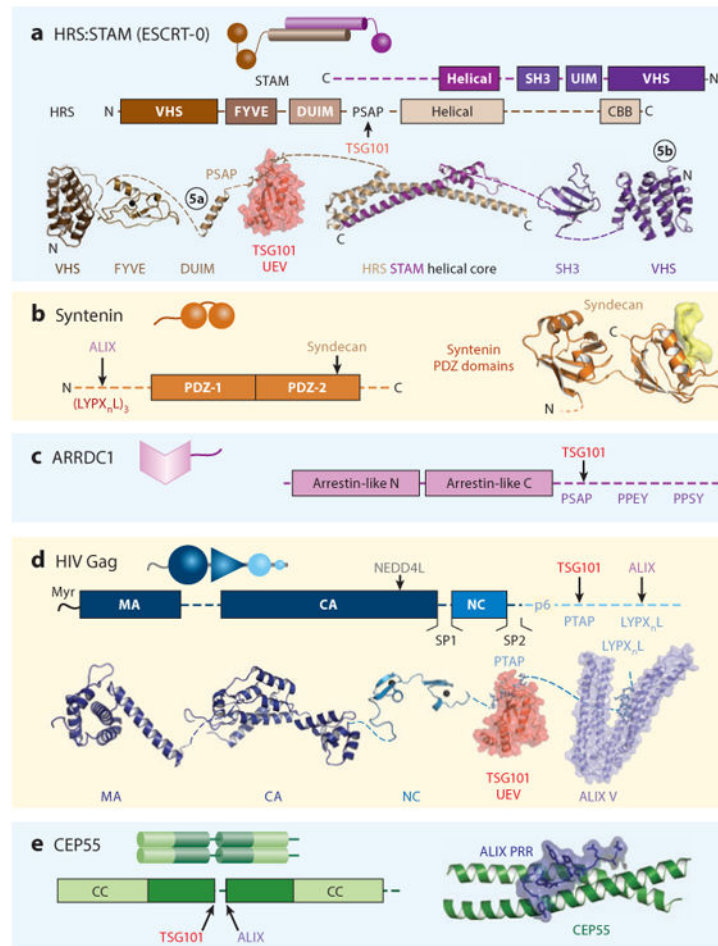 a HRS:STAM (ESCRT-0)
STAM
C Helical SH3 UIM VHS N
HRS N VHS FYVE DUIM PSAP Helical CBB C
TSG101
5b
PSAP
5a
N
N
C
C
TSG101
UEV
VHS FYVE DUIM HRS STAM helical core SH3 VHS
b Syntenin
ALIX
Syndecan
N PDZ-1 PDZ-2 C
(LYPXnL)3
Syndecan
C
Syntenin
PDZ domains
N
c ARRDC1
TSG101
Arrestin-like N Arrestin-like C
PSAP PPEY PPSY
d HIV Gag
NEDD4L
TSG101 ALIX
Myr
MA CA NC p6
PTAP LYPXnL
SP1 SP2
LYPXnL
PTAP
TSG101
UEV
MA CA NC ALIX V
e CEP55
ALIX PRR
CC CC
TSG101 ALIX
CEP55